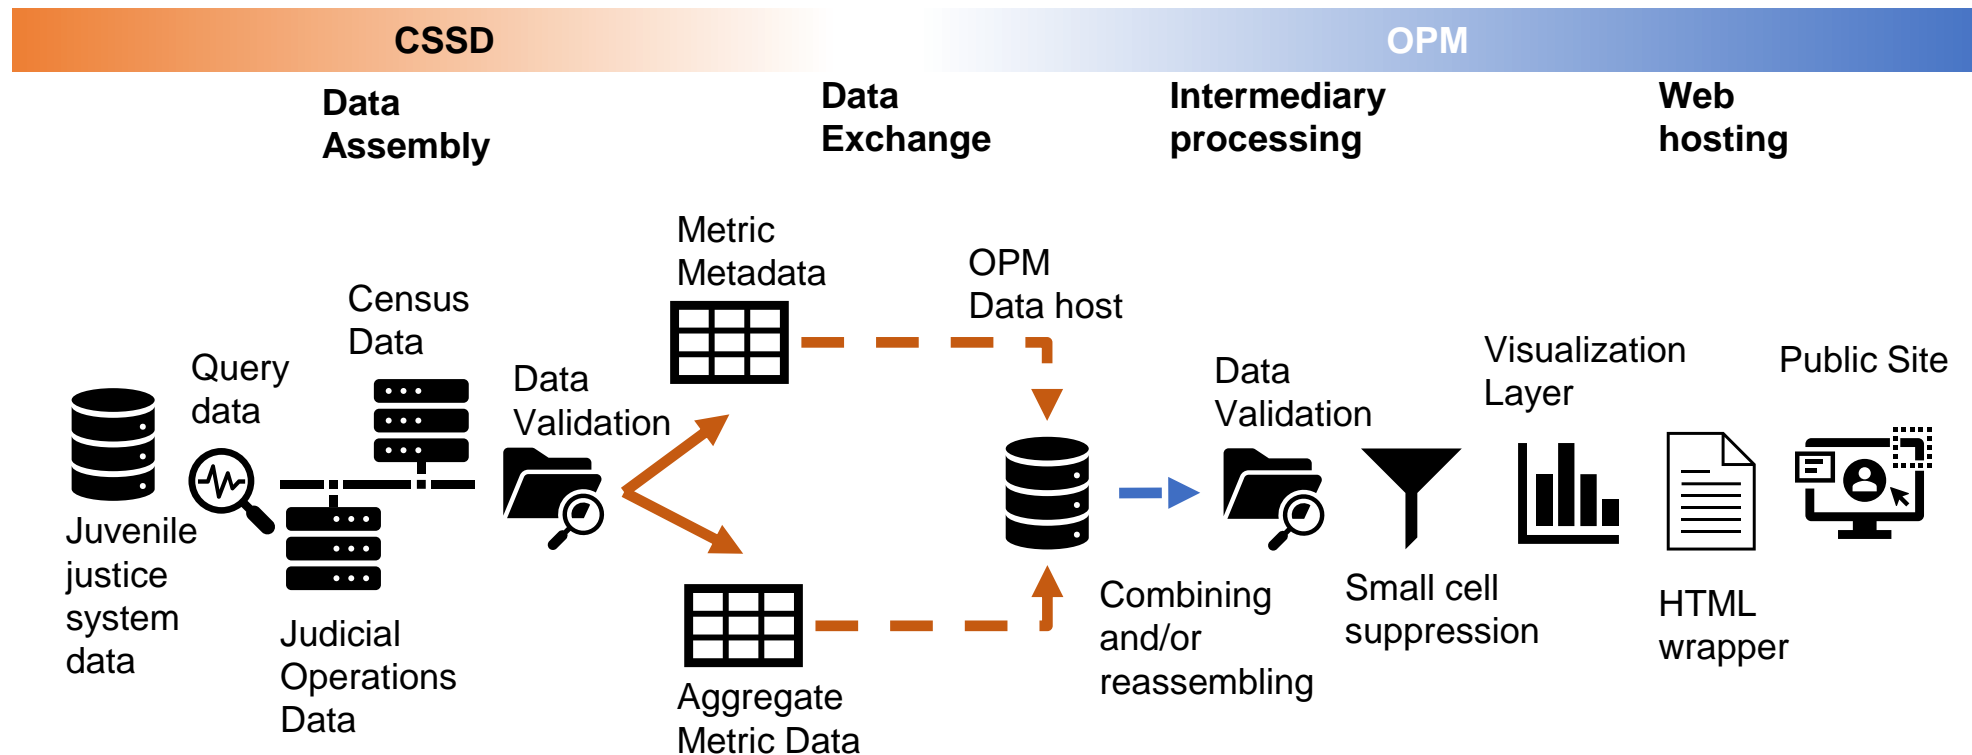 CSSD
OPM
Data
Assembly
Data
Exchange
Intermediary
processing
Web
hosting
Juvenile
justice
system
data
Query
data
Census
Data
Judicial
Operations
Data
Data
Validation
Metric
Metadata
Aggregate
Metric Data
OPM
Data host
Combining
and/or
reassembling
Data
Validation
Small cell
suppression
Visualization
Layer
HTML
wrapper
Public Site